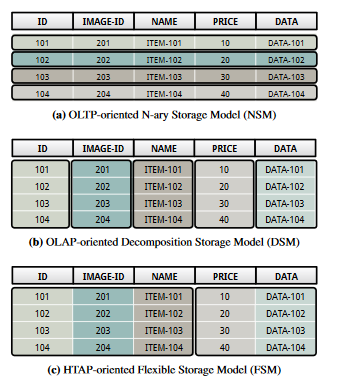 ID IMAGE-ID NAME PRICE DATA
101 201 ITEM-101 10 DATA-101
102 202 ITEM-102 20 DATA-102
103 203 ITEM-103 30 DATA-103
104 204 ITEM-104 40 DATA-104
(a) OLTP-oriented N-ary Storage Model (NSM)
ID IMAGE-ID NAME PRICE DATA
101 201 ITEM-101 10 DATA-101
102 202 ITEM-102 20 DATA-102
103 203 ITEM-103 30 DATA-103
104 204 ITEM-104 40 DATA-104
(b) OLAP-oriented Decomposition Storage Model (DSM)
ID IMAGE-ID NAME PRICE DATA
101 201 ITEM-101 10 DATA-101
102 202 ITEM-102 20 DATA-102
103 203 ITEM-103 30 DATA-103
104 204 ITEM-104 40 DATA-104
(c) HTAP-oriented Flexible Storage Model (FSM)